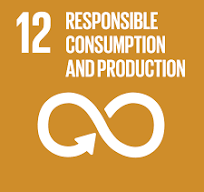 12 RESPONSIBLE
CONSUMPTION
AND PRODUCTION